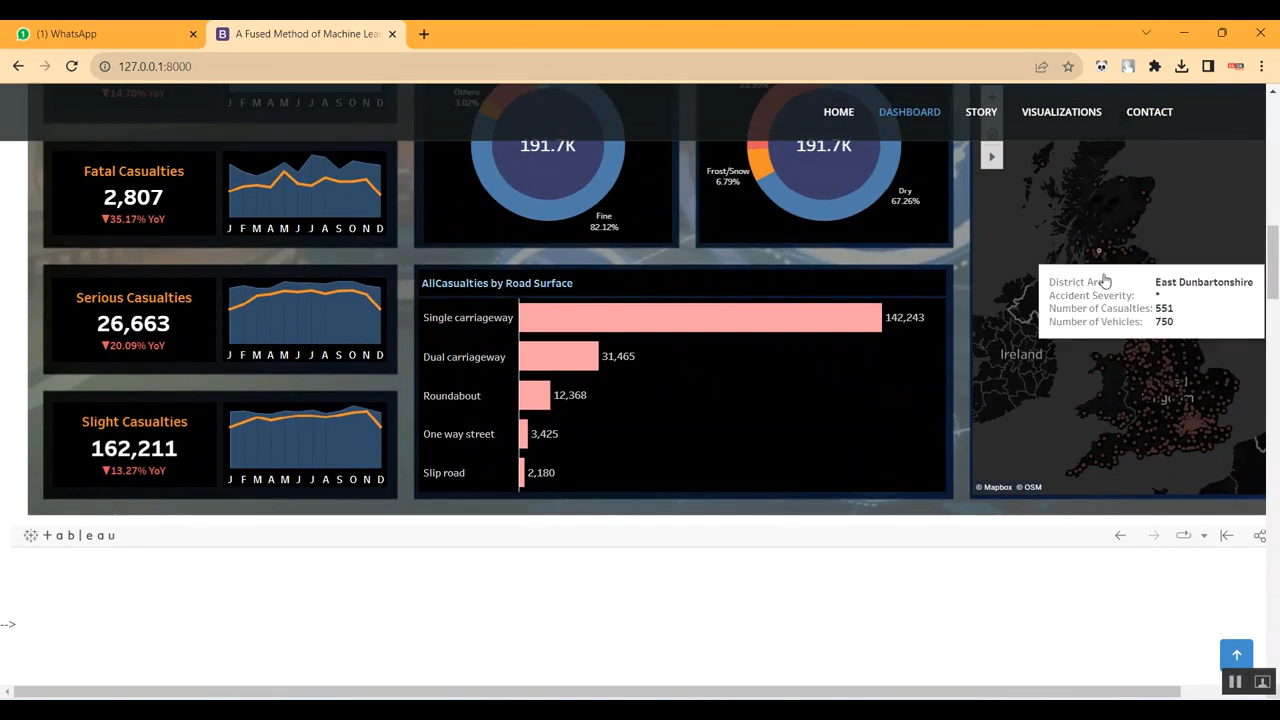 (1) WhatsApp
A Fused Method of Machine Lea
127.0.0.1:8000
HOME
DASHBOARD
STORY
VISUALIZATIONS
CONTACT
▼14.70% YoY
J F M A M J J A S O N D
Others
3.02%
191.7K
Fine
82.12%
191.7K
Frost/Snow
6.79%
Dry
67.26%
Fatal Casualties
2,807
▼35.17% YoY
J F M A M J J A S O N D
Serious Casualties
26,663
▼20.09% YoY
J F M A M J J A S O N D
Slight Casualties
162,211
▼13.27% YoY
J F M A M J J A S O N D
AllCasualties by Road Surface
Single carriageway 142,243
Dual carriageway 31,465
Roundabout 12,368
One way street 3,425
Slip road 2,180
District Are
East Dunbartonshire
Accident Severity: *
Number of Casualties: 551
Number of Vehicles: 750
Ireland
© Mapbox © OSM
+ a b | e a u
-->